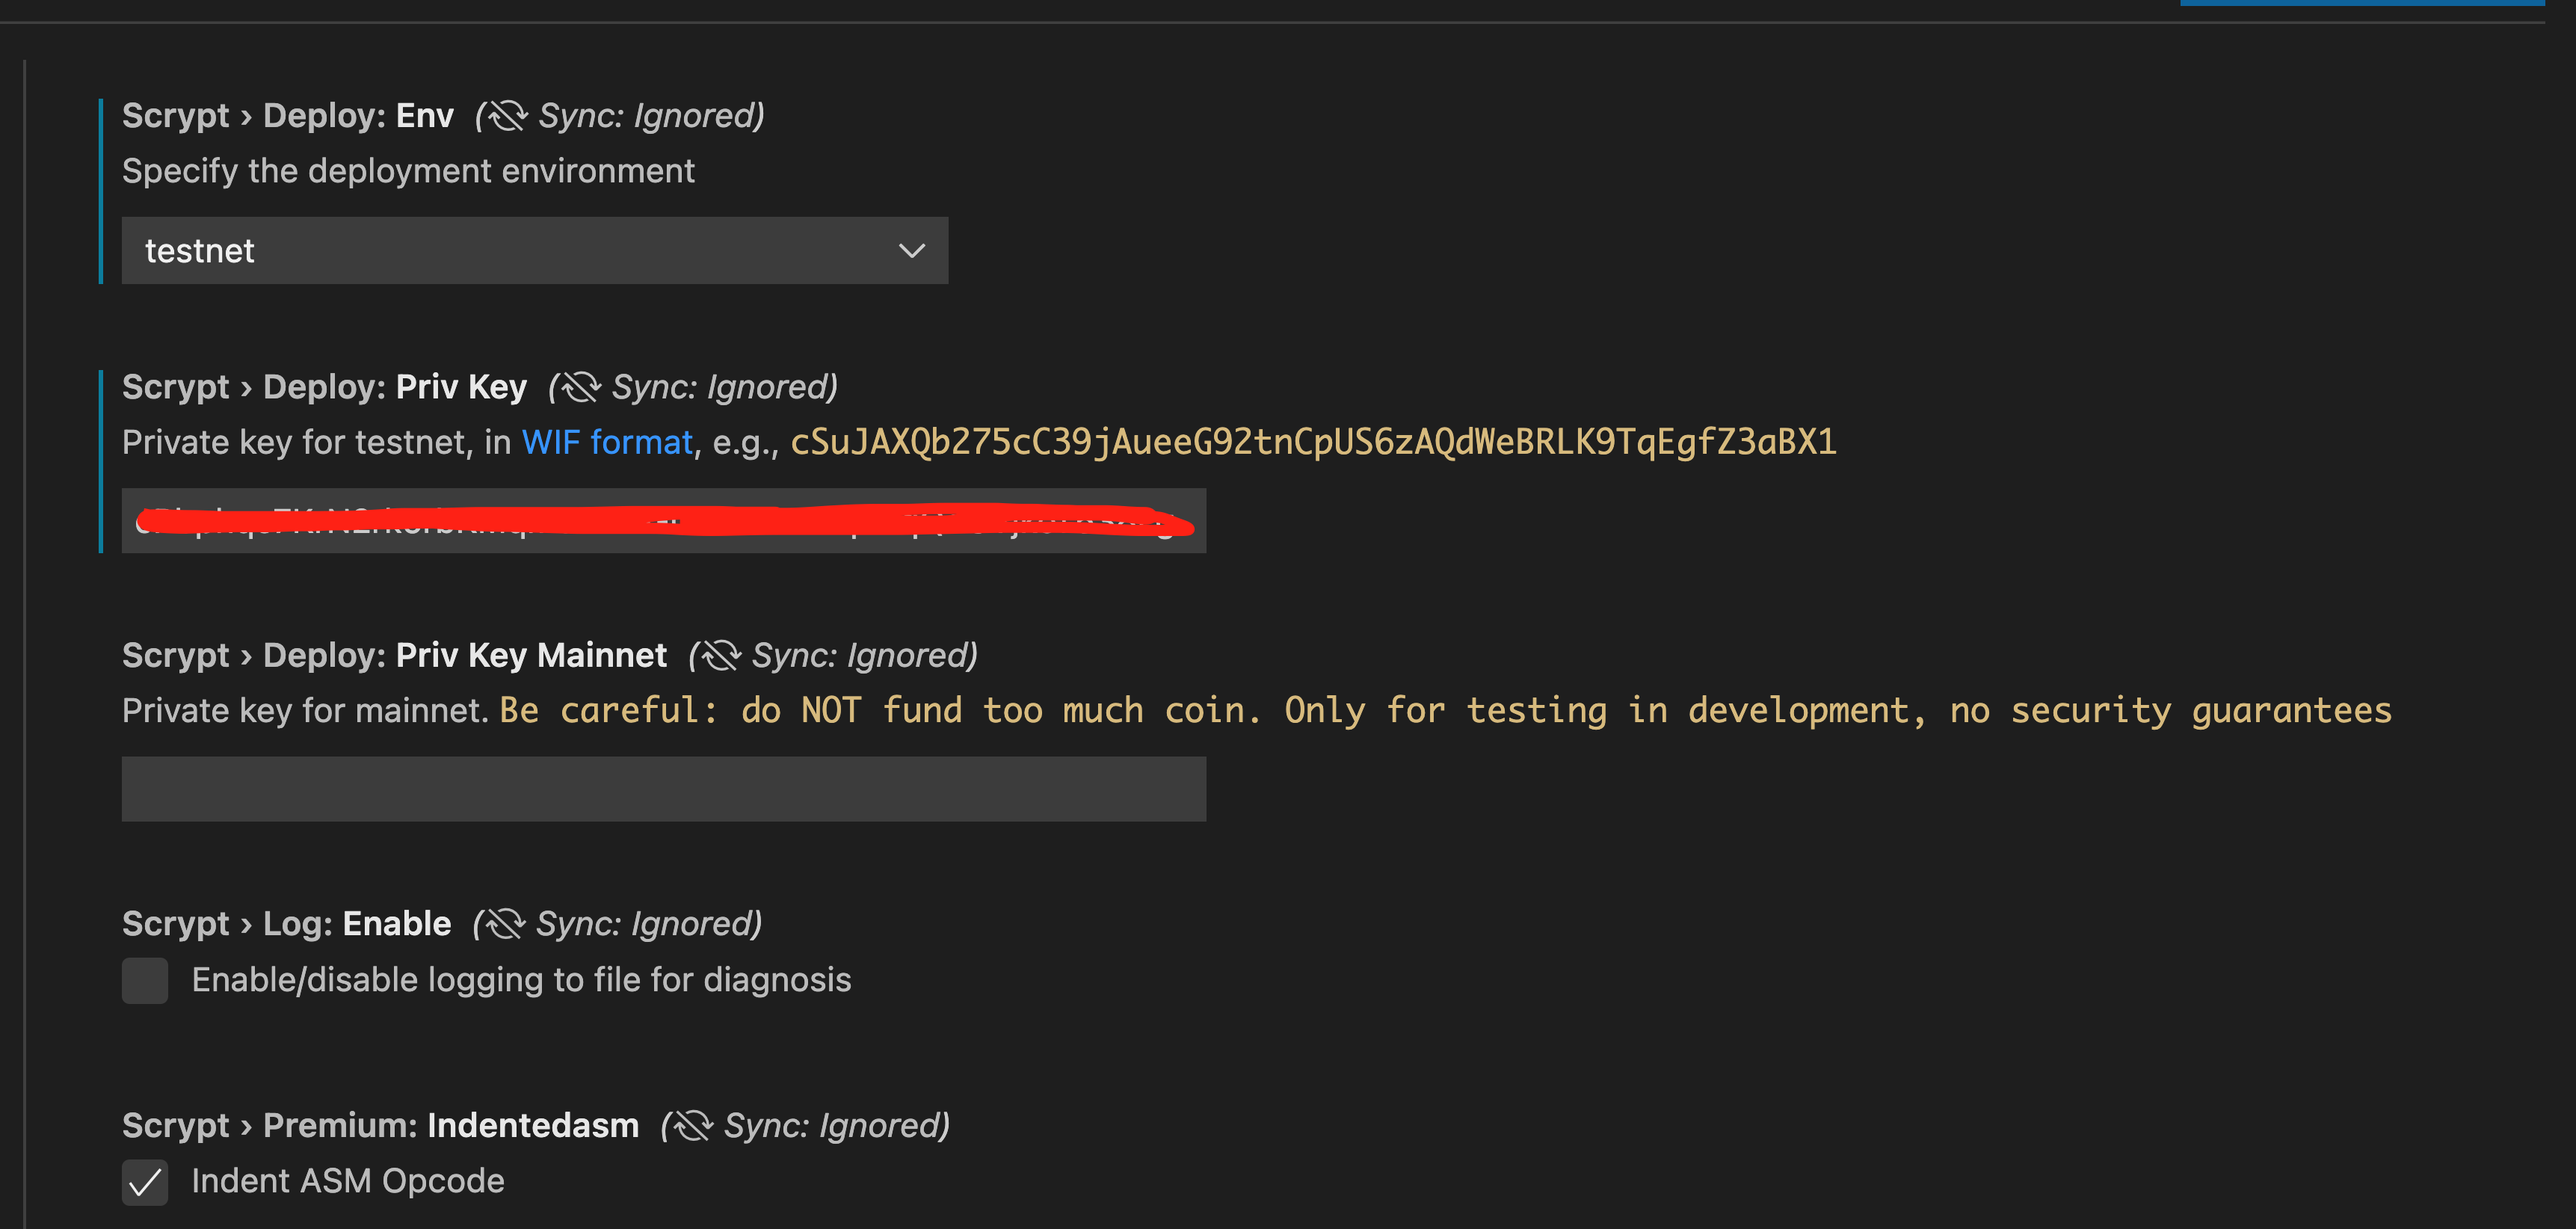 Scrypt › Deploy: Env (Sync: Ignored)
Specify the deployment environment
testnet
Scrypt › Deploy: Priv Key (Sync: Ignored)
Private key for testnet, in WIF format, e.g., cSuJAXQb275cC39jAueeG92tnCpUS6zAQdWeBRLK9TqEgfZ3aBX1
Scrypt › Deploy: Priv Key Mainnet (Sync: Ignored)
Private key for mainnet. Be careful: do NOT fund too much coin. Only for testing in development, no security guarantees
Scrypt › Log: Enable (Sync: Ignored)
Enable/disable logging to file for diagnosis
Scrypt › Premium: Indentedasm (Sync: Ignored)
Indent ASM Opcode